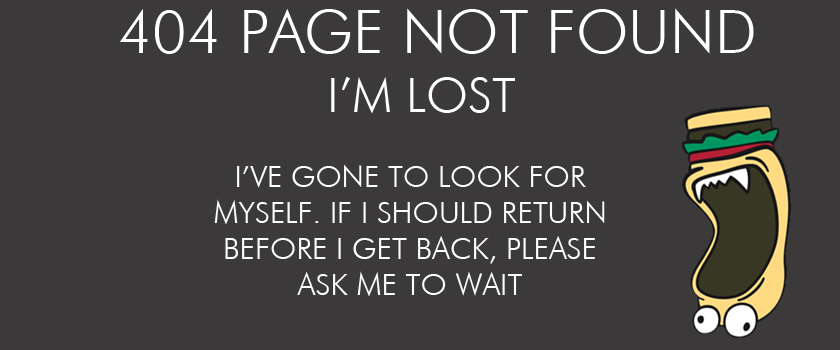 404 PAGE NOT FOUND
I'M LOST
I'VE GONE TO LOOK FOR
MYSELF. IF I SHOULD RETURN
BEFORE I GET BACK, PLEASE
ASK ME TO WAIT